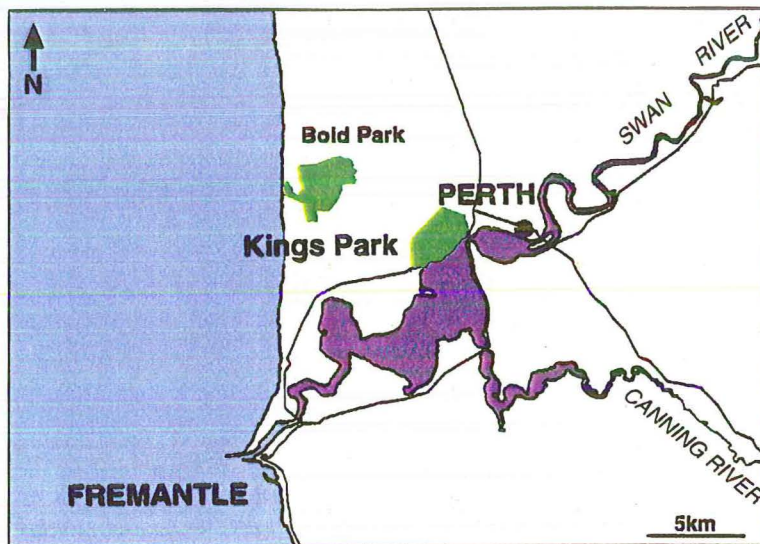 N
SWAN RIVER
Bold Park
PERTH
Kings Park
CANNING RIVER
FREMANTLE
5km